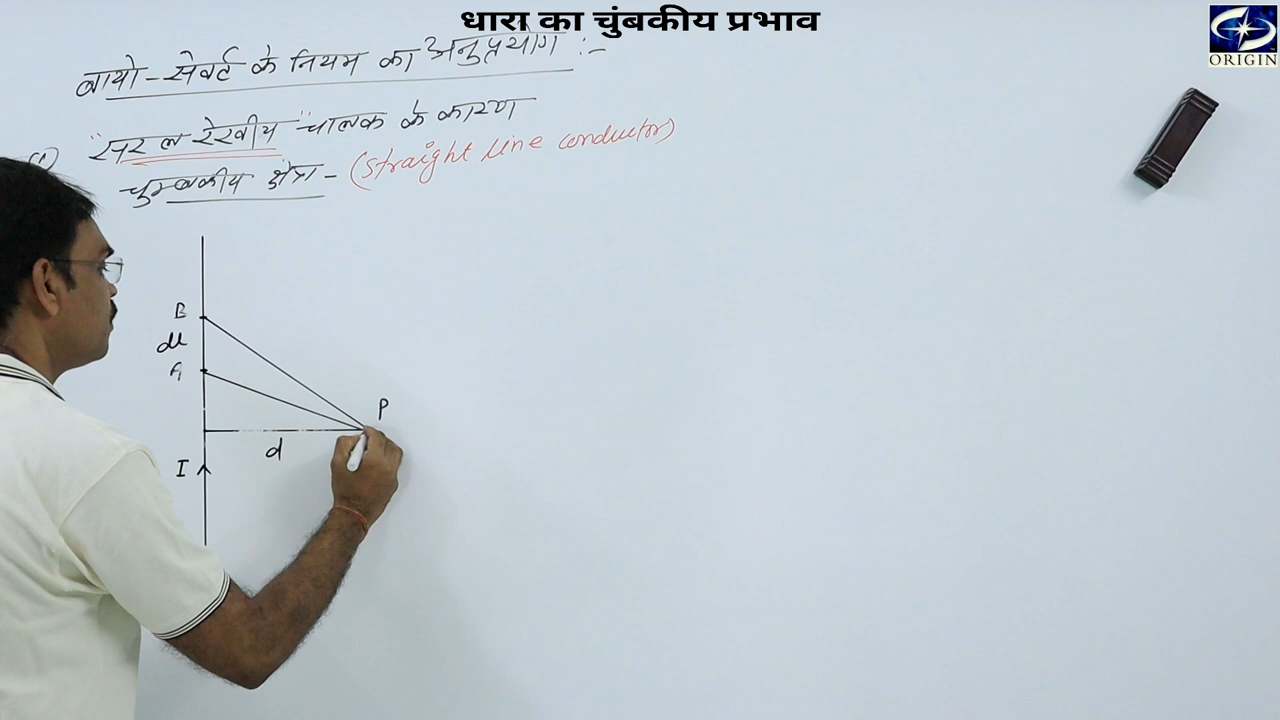 धारा का चुंबकीय प्रभाव
ORIGIN
बायो-सेवर्ट के नियम का अनुप्रयोग :-
"सरल रेखीय" चालक के कारण
चुम्बकीय क्षेत्र - (straight line conductor)
B
dl
A
P
d
I